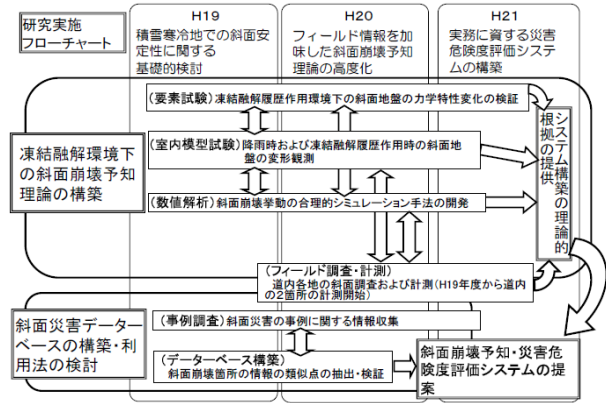 研究実施
フローチャート
H19
積雪寒冷地での斜面安
定性に関する
基礎的検討
H20
フィールド情報を加
味した斜面崩壊予知
理論の高度化
H21
実務に資する災害
危険度評価システ
ムの構築
凍結融解環境下
の斜面崩壊予知
理論の構築
(要素試験) 凍結融解履歴作用環境下の斜面地盤の力学特性変化の検証
(室内模型試験) 降雨時および凍結融解履歴作用時の斜面地
盤の変形観測
(数値解析) 斜面崩壊挙動の合理的シミュレーション手法の開発
システム構築の理論的
根拠の提供
(フィールド調査・計測)
道内各地の斜面調査および計測(H19年度から道内
の2箇所の計測開始)
斜面災害データー
ベースの構築・利
用法の検討
(事例調査) 斜面災害の事例に関する情報収集
(データーベース構築)
斜面崩壊箇所の情報の類似点の抽出・検証
斜面崩壊予知・災害危
険度評価システムの提
案